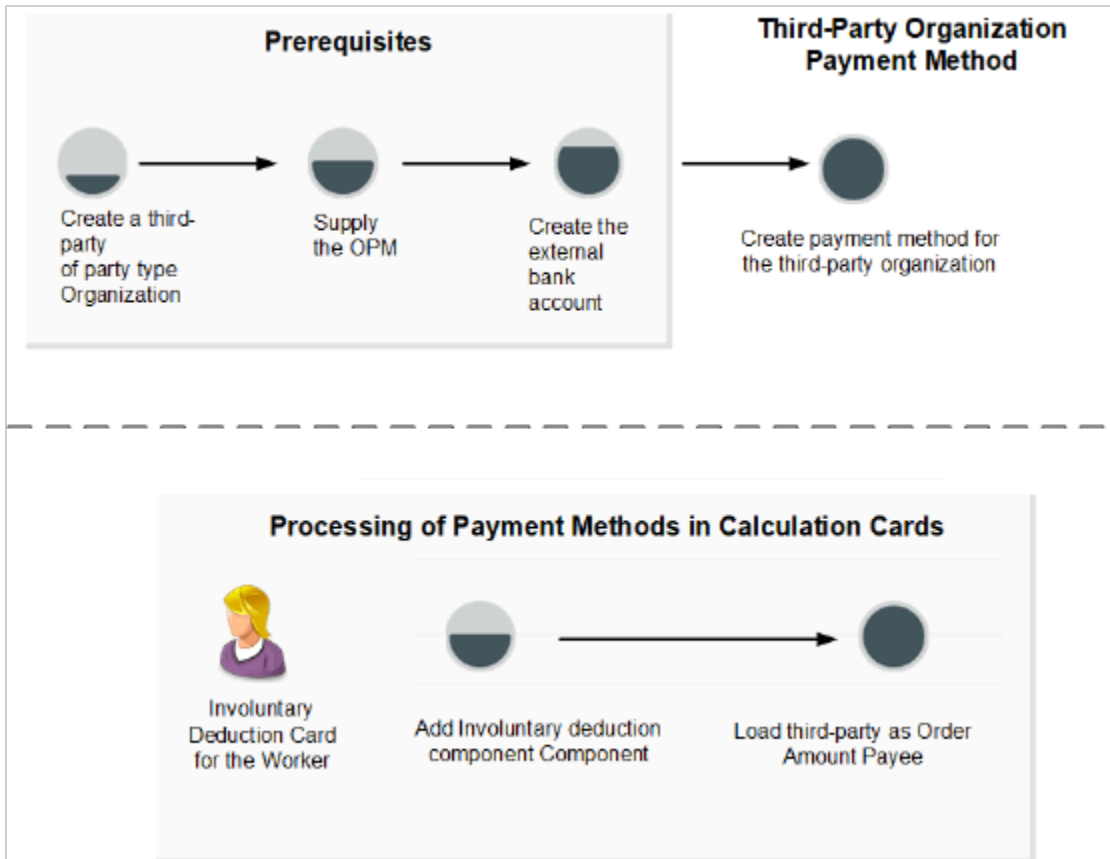 Prerequisites
Third-Party Organization
Payment Method
Create a third-
party
of party type
Organization
Supply
the OPM
Create the
external
bank
account
Create payment method for
the third-party organization
Processing of Payment Methods in Calculation Cards
Involuntary
Deduction Card
for the Worker
Add Involuntary deduction
component Component
Load third-party as Order
Amount Payee